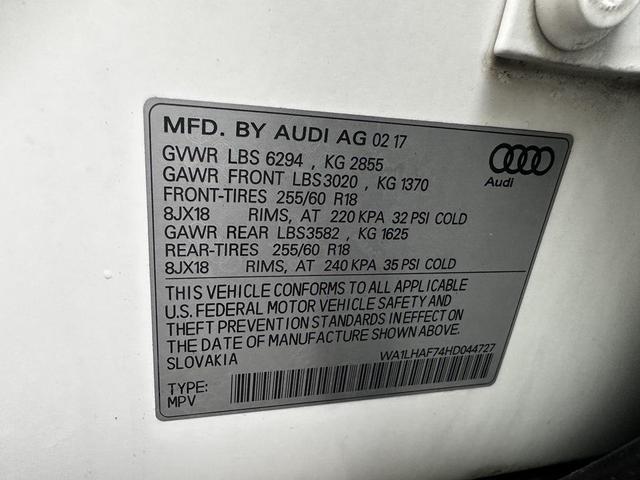 MFD. BY AUDI AG 02 17
GVWR LBS 6294 , KG 2855
GAWR FRONT LBS3020 , KG 1370
FRONT-TIRES 255/60 R18
8JX18 RIMS, AT 220 KPA 32 PSI COLD
GAWR REAR LBS3582 , KG 1625
REAR-TIRES 255/60 R18
8JX18 RIMS, AT 240 KPA 35 PSI COLD
Audi
THIS VEHICLE CONFORMS TO ALL APPLICABLE
U.S. FEDERAL MOTOR VEHICLE SAFETY AND
THEFT PREVENTION STANDARDS IN EFFECT ON
THE DATE OF MANUFACTURE SHOWN ABOVE.
SLOVAKIA
WA1LHAF74HD044727
TYPE:
MPV